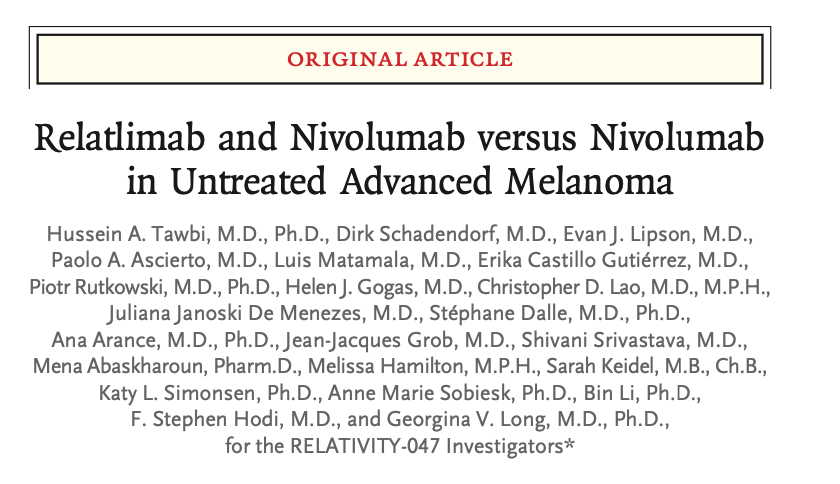 ORIGINAL ARTICLE
Relatlimab and Nivolumab versus Nivolumab
in Untreated Advanced Melanoma
Hussein A. Tawbi, M.D., Ph.D., Dirk Schadendorf, M.D., Evan J. Lipson, M.D.,
Paolo A. Ascierto, M.D., Luis Matamala, M.D., Erika Castillo Gutiérrez, M.D.,
Piotr Rutkowski, M.D., Ph.D., Helen J. Gogas, M.D., Christopher D. Lao, M.D., M.P.H.,
Juliana Janoski De Menezes, M.D., Stéphane Dalle, M.D., Ph.D.,
Ana Arance, M.D., Ph.D., Jean-Jacques Grob, M.D., Shivani Srivastava, M.D.,
Mena Abaskharoun, Pharm.D., Melissa Hamilton, M.P.H., Sarah Keidel, M.B., Ch.B.,
Katy L. Simonsen, Ph.D., Anne Marie Sobiesk, Ph.D., Bin Li, Ph.D.,
F. Stephen Hodi, M.D., and Georgina V. Long, M.D., Ph.D.,
for the RELATIVITY-047 Investigators*